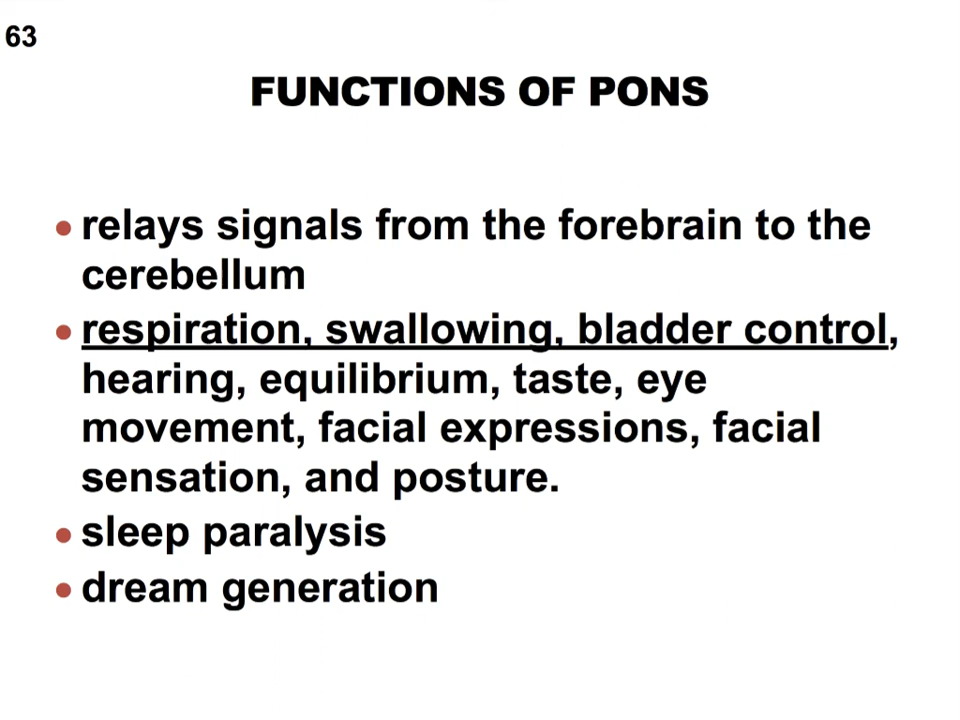 63
FUNCTIONS OF PONS
• relays signals from the forebrain to the
cerebellum
• respiration, swallowing, bladder control,
hearing, equilibrium, taste, eye
movement, facial expressions, facial
sensation, and posture.
• sleep paralysis
• dream generation